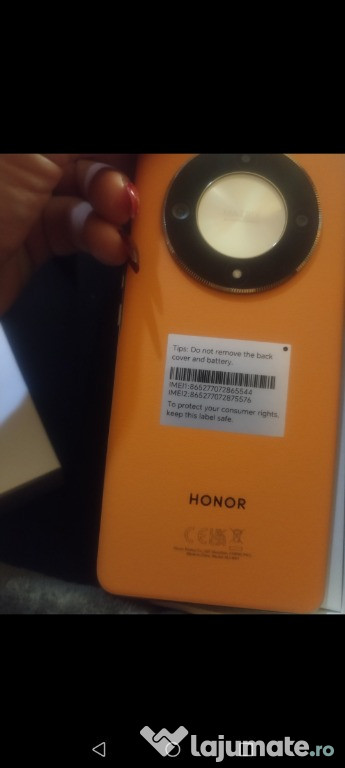 Tips: Do not remove the back
cover and battery.
IMEI1:865277072865544
IMEI2:865277072875576
To protect your consumer rights,
keep this label safe.
HONOR
CE
Lajumate.ro